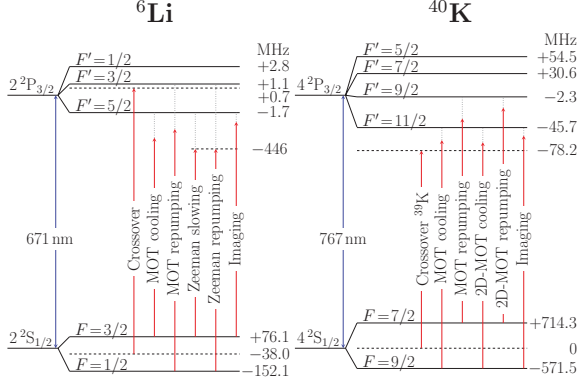 ⁶Li
MHz
F′=1/2
+2.8
F′=3/2
+1.1
2²P₃/₂
+0.7
F′=5/2
−1.7
−446
671 nm
Crossover
MOT cooling
MOT repumping
Zeeman slowing
Zeeman repumping
Imaging
F=3/2
+76.1
2²S₁/₂
−38.0
F=1/2
−152.1
⁴⁰K
MHz
F′=5/2
+54.5
F′=7/2
+30.6
4²P₃/₂
F′=9/2
−2.3
F′=11/2
−45.7
−78.2
767 nm
Crossover ³⁹K
MOT cooling
MOT repumping
2D-MOT cooling
2D-MOT repumping
Imaging
F=7/2
+714.3
4²S₁/₂
0
F=9/2
−571.5